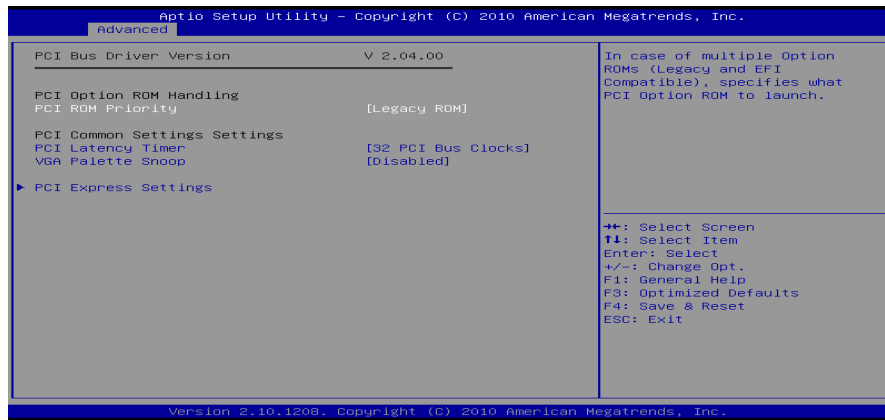 Aptio Setup Utility – Copyright (C) 2010 American Megatrends, Inc.
Advanced
PCI Bus Driver Version V 2.04.00
PCI Option ROM Handling
PCI ROM Priority [Legacy ROM]
PCI Common Settings Settings
PCI Latency Timer [32 PCI Bus Clocks]
VGA Palette Snoop [Disabled]
► PCI Express Settings
In case of multiple Option
ROMs (Legacy and EFI
Compatible), specifies what
PCI Option ROM to launch.
→←: Select Screen
↑↓: Select Item
Enter: Select
+/-: Change Opt.
F1: General Help
F3: Optimized Defaults
F4: Save & Reset
ESC: Exit
Version 2.10.1208. Copyright (C) 2010 American Megatrends, Inc.